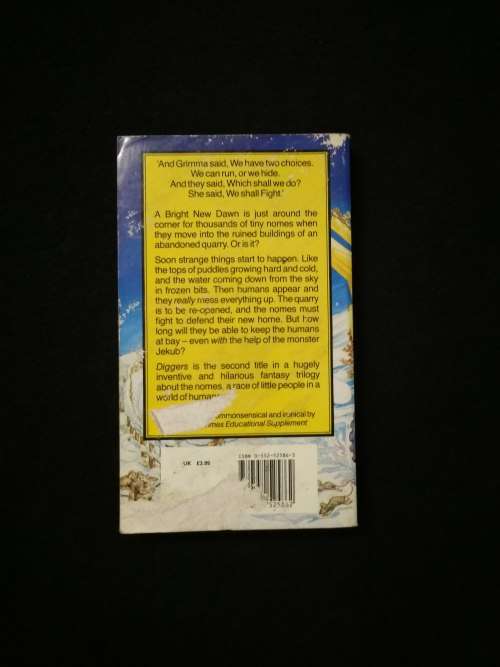 'And Grimma said, We have two choices.
We can run, or we hide.
And they said, Which shall we do?
She said, We shall Fight.'
A Bright New Dawn is just around the
corner for thousands of tiny nomes when
they move into the ruined buildings of an
abandoned quarry. Or is it?
Soon strange things start to happen. Like
the tops of puddles growing hard and cold,
and the water coming down from the sky
in frozen bits. Then humans appear and
they really mess everything up. The quarry
is to be re-opened, and the nomes must
fight to defend their new home. But how
long will they be able to keep the humans
at bay – even with the help of the monster
Jekub?
Diggers is the second title in a hugely
inventive and hilarious fantasy trilogy
about the nomes, a race of little people in a
world of humans
commonsensical and ironical by
Times Educational Supplement
UK £3.99
ISBN 0-552-52586-3